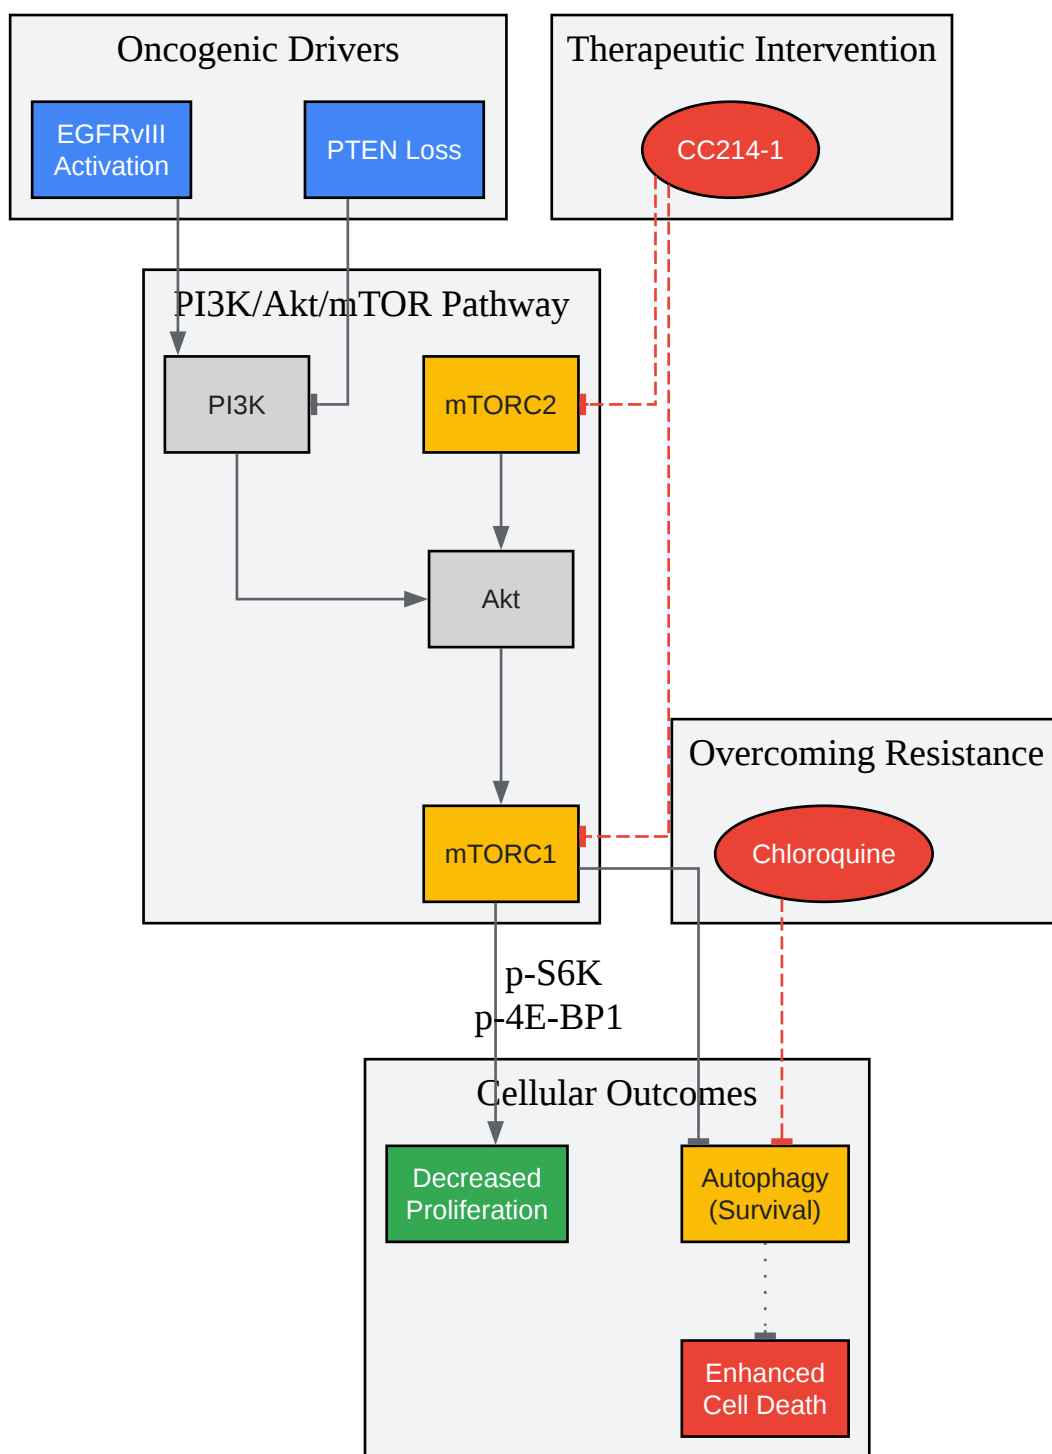 Oncogenic Drivers
EGFRvIII
Activation
PTEN Loss
Therapeutic Intervention
CC214-1
PI3K/Akt/mTOR Pathway
PI3K
mTORC2
Akt
mTORC1
Overcoming Resistance
Chloroquine
p-S6K
p-4E-BP1
Cellular Outcomes
Decreased
Proliferation
Autophagy
(Survival)
Enhanced
Cell Death